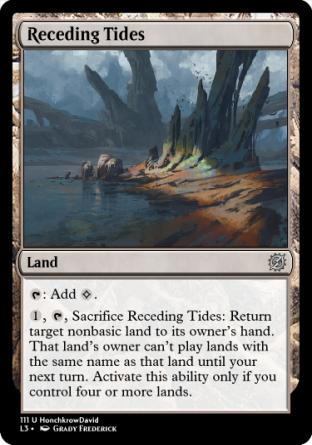 Receding Tides
Land
: Add .
1, , Sacrifice Receding Tides: Return
target nonbasic land to its owner's hand.
That land's owner can't play lands with
the same name as that land until your
next turn. Activate this ability only if you
control four or more lands.
111 U HonchkrowDavid
L3 • Grady Frederick